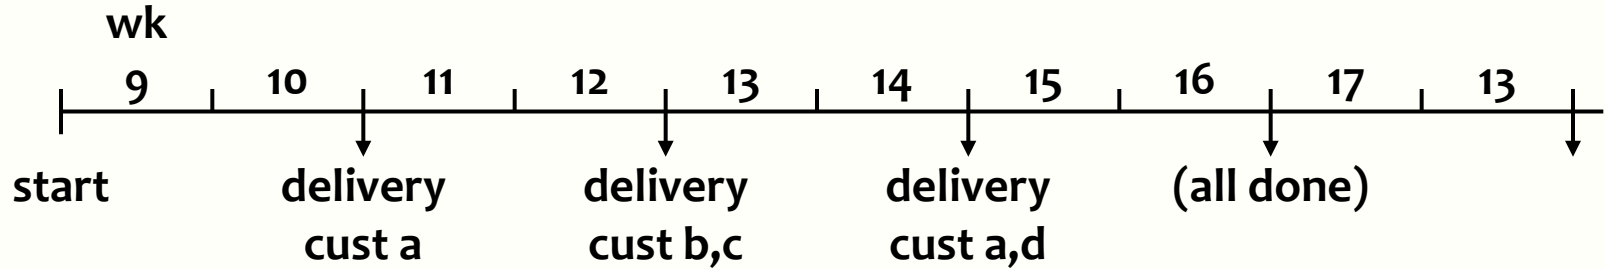 wk
9 10 11 12 13 14 15 16 17 13
start delivery delivery delivery (all done)
cust a cust b,c cust a,d